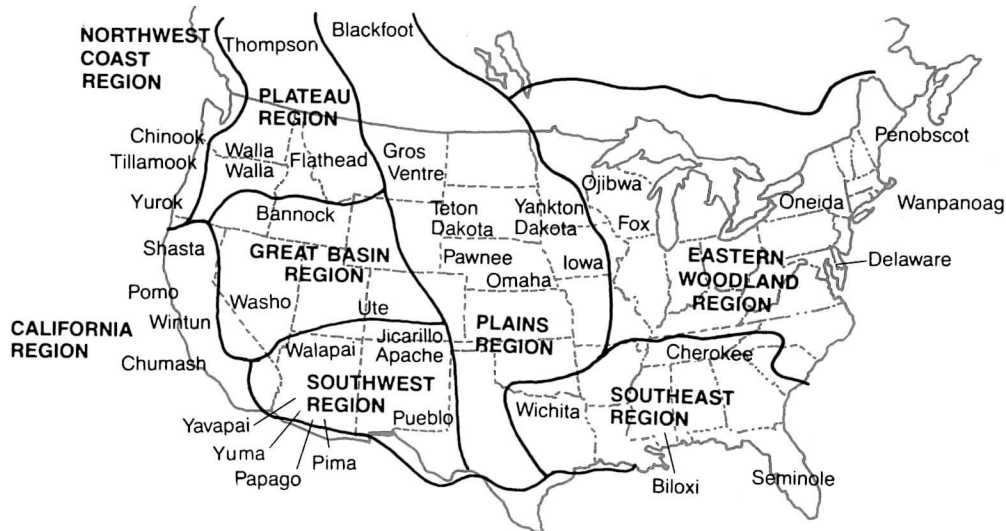 NORTHWEST
COAST
REGION
Thompson
Blackfoot
PLATEAU
REGION
Chinook
Tillamook
Walla
Walla
Flathead
Gros
Ventre
Yurok
Bannock
Teton
Dakota
Yankton
Dakota
Ojibwa
Fox
Oneida
Penobscot
Wanpanoag
Shasta
GREAT BASIN
REGION
Pawnee
Omaha
Iowa
EASTERN
WOODLAND
REGION
Delaware
Pomo
Wintun
Washo
Ute
CALIFORNIA
REGION
Chumash
Walapai
Jicarillo
Apache
PLAINS
REGION
Cherokee
SOUTHWEST
REGION
Pueblo
Wichita
SOUTHEAST
REGION
Yavapai
Yuma
Papago
Pima
Biloxi
Seminole